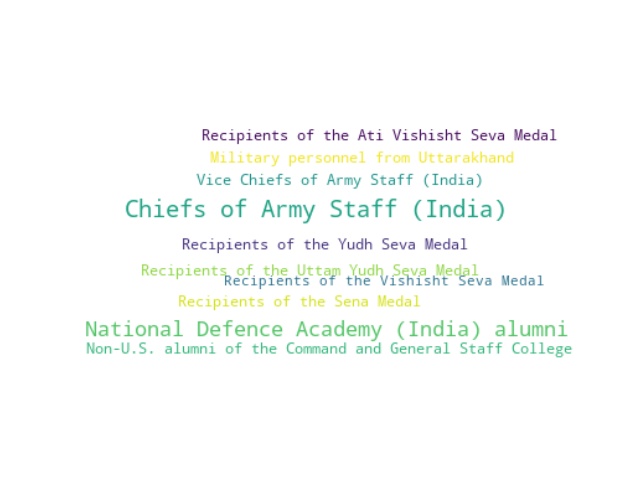 Recipients of the Ati Vishisht Seva Medal
Military personnel from Uttarakhand
Vice Chiefs of Army Staff (India)
Chiefs of Army Staff (India)
Recipients of the Yudh Seva Medal
Recipients of the Uttam Yudh Seva Medal
Recipients of the Vishisht Seva Medal
Recipients of the Sena Medal
National Defence Academy (India) alumni
Non-U.S. alumni of the Command and General Staff College